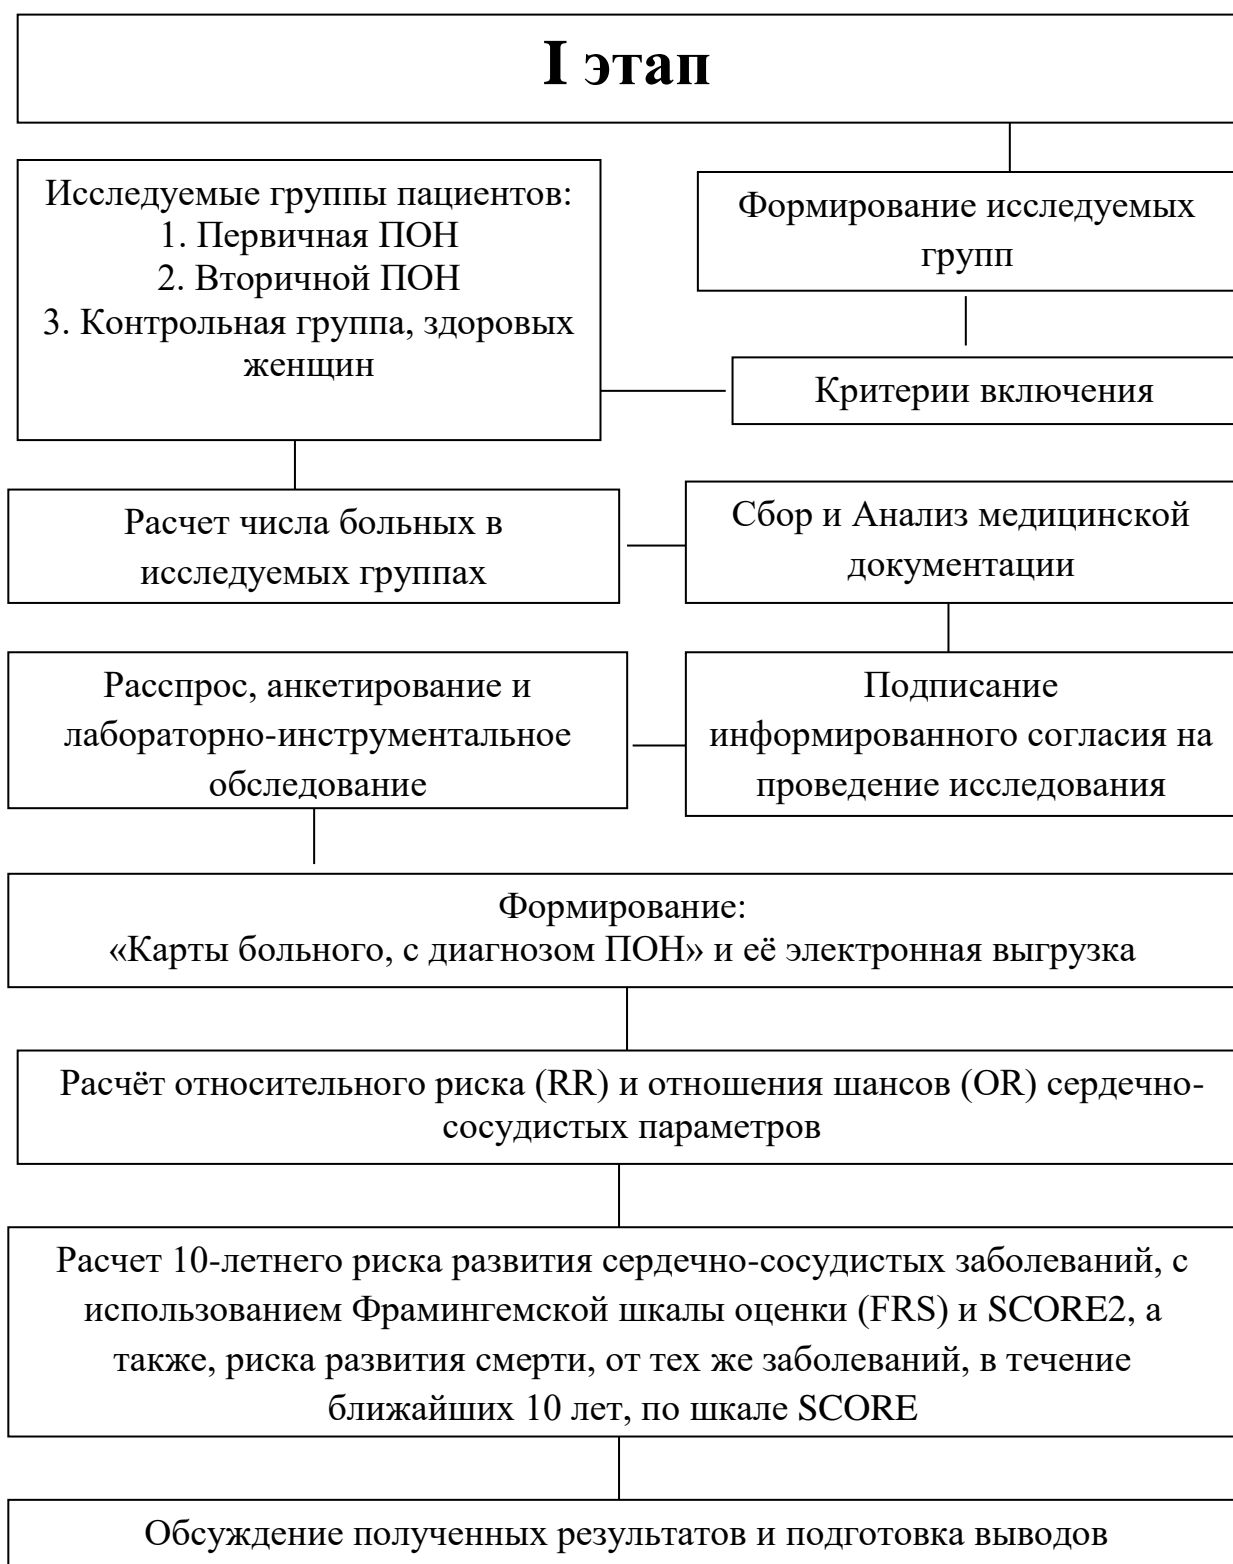 I этап
Исследуемые группы пациентов:
1. Первичная ПОН
2. Вторичной ПОН
3. Контрольная группа, здоровых
женщин
Формирование исследуемых
групп
Критерии включения
Расчет числа больных в
исследуемых группах
Сбор и Анализ медицинской
документации
Расспрос, анкетирование и
лабораторно-инструментальное
обследование
Подписание
информированного согласия на
проведение исследования
Формирование:
«Карты больного, с диагнозом ПОН» и её электронная выгрузка
Расчёт относительного риска (RR) и отношения шансов (OR) сердечно-
сосудистых параметров
Расчет 10-летнего риска развития сердечно-сосудистых заболеваний, с
использованием Фрамингемской шкалы оценки (FRS) и SCORE2, а
также, риска развития смерти, от тех же заболеваний, в течение
ближайших 10 лет, по шкале SCORE
Обсуждение полученных результатов и подготовка выводов